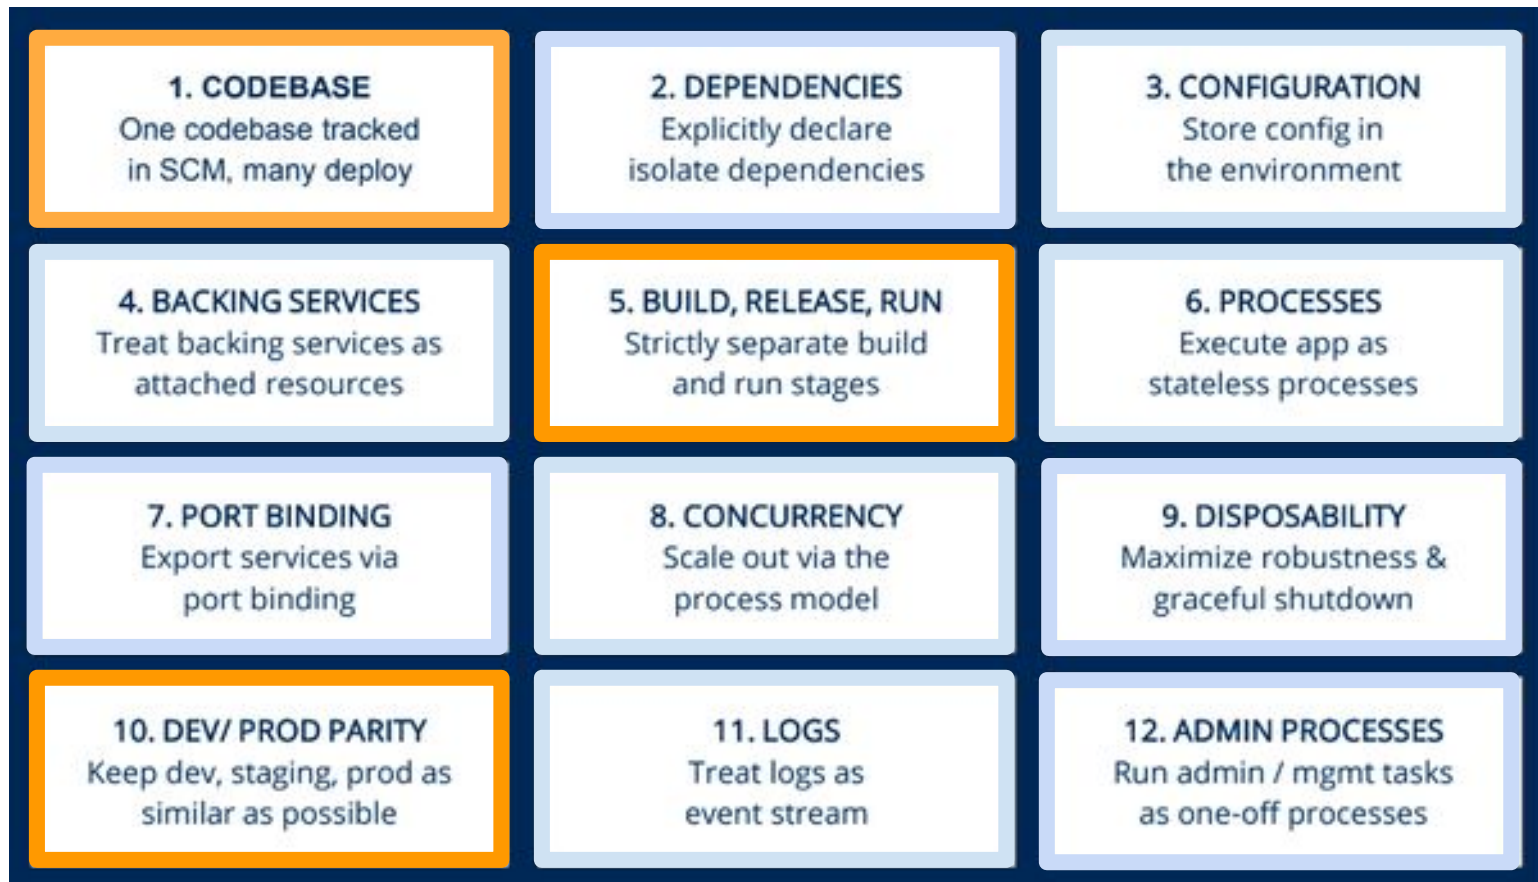 1. CODEBASE
One codebase tracked
in SCM, many deploy
2. DEPENDENCIES
Explicitly declare
isolate dependencies
3. CONFIGURATION
Store config in
the environment
4. BACKING SERVICES
Treat backing services as
attached resources
5. BUILD, RELEASE, RUN
Strictly separate build
and run stages
6. PROCESSES
Execute app as
stateless processes
7. PORT BINDING
Export services via
port binding
8. CONCURRENCY
Scale out via the
process model
9. DISPOSABILITY
Maximize robustness &
graceful shutdown
10. DEV/ PROD PARITY
Keep dev, staging, prod as
similar as possible
11. LOGS
Treat logs as
event stream
12. ADMIN PROCESSES
Run admin / mgmt tasks
as one-off processes